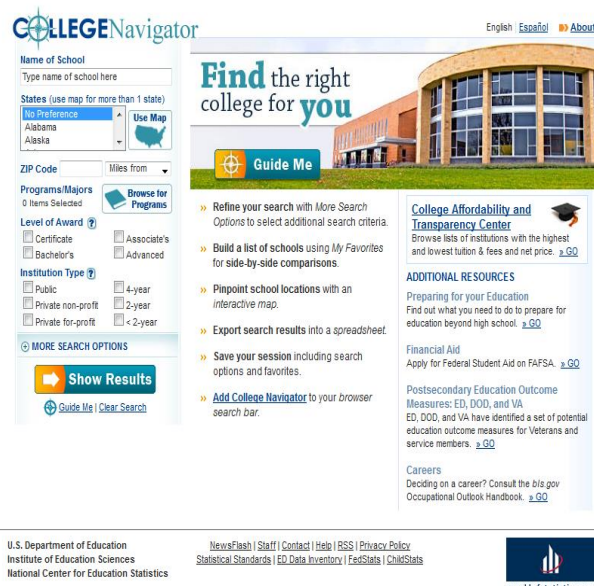 COLLEGENavigator
English | Español About
Name of School
Type name of school here
States (use map for more than 1 state)
No Preference
Alabama
Alaska
Use Map
ZIP Code Miles from
Programs/Majors
0 Items Selected
Browse for
Programs
Level of Award ?
Certificate Associate's
Bachelor's Advanced
Institution Type ?
Public 4-year
Private non-profit 2-year
Private for-profit < 2-year
MORE SEARCH OPTIONS
Show Results
Guide Me | Clear Search
Find the right
college for you
Guide Me
» Refine your search with More Search
Options to select additional search criteria.
» Build a list of schools using My Favorites
for side-by-side comparisons.
» Pinpoint school locations with an
interactive map.
» Export search results into a spreadsheet.
» Save your session including search
options and favorites.
» Add College Navigator to your browser
search bar.
College Affordability and
Transparency Center
Browse lists of institutions with the highest
and lowest tuition & fees and net price. » GO
ADDITIONAL RESOURCES
Preparing for your Education
Find out what you need to do to prepare for
education beyond high school. » GO
Financial Aid
Apply for Federal Student Aid on FAFSA. » GO
Postsecondary Education Outcome
Measures: ED, DOD, and VA
ED, DOD, and VA have identified a set of potential
education outcome measures for Veterans and
service members. » GO
Careers
Deciding on a career? Consult the bls.gov
Occupational Outlook Handbook. » GO
U.S. Department of Education
Institute of Education Sciences
National Center for Education Statistics
NewsFlash | Staff | Contact | Help | RSS | Privacy Policy
Statistical Standards | ED Data Inventory | FedStats | ChildStats